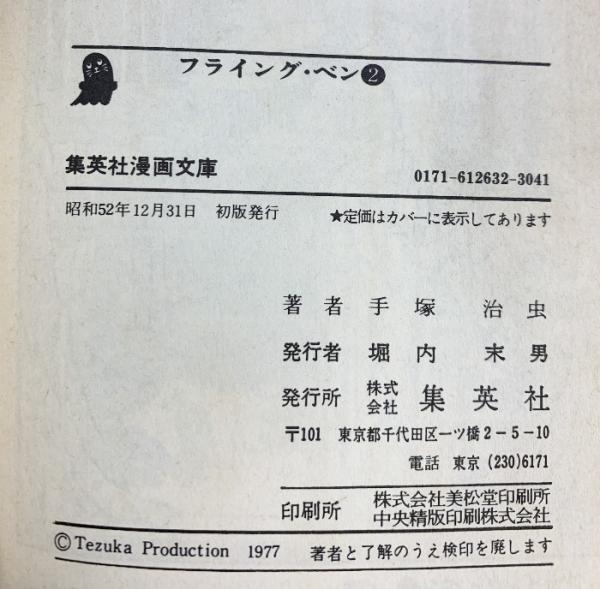 フライング・ベン❷
集英社漫画文庫
0171-612632-3041
昭和52年12月31日 初版発行 ★定価はカバーに表示してあります
著者 手塚 治虫
発行者 堀内 末男
発行所 株式会社 集英社
〒101 東京都千代田区一ツ橋2-5-10
電話 東京(230)6171
印刷所 株式会社美松堂印刷所
中央精版印刷株式会社
©Tezuka Production 1977 著者と了解のうえ検印を廃します